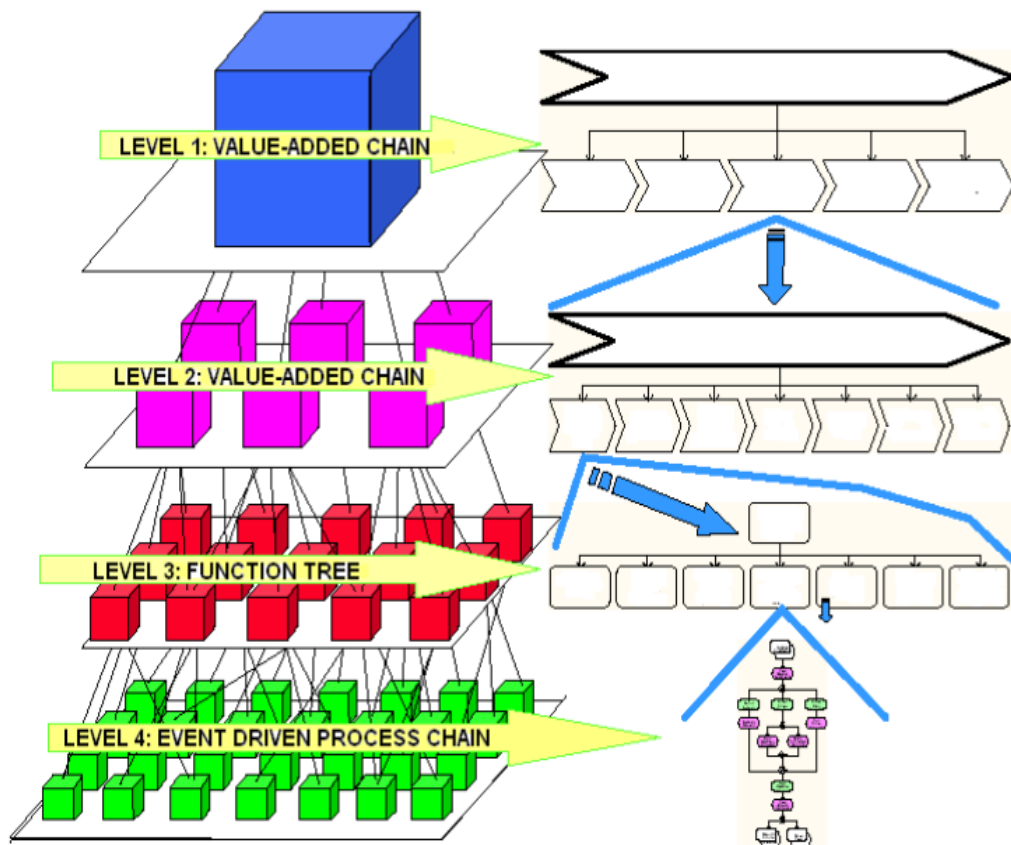 LEVEL 1: VALUE-ADDED CHAIN
LEVEL 2: VALUE-ADDED CHAIN
LEVEL 3: FUNCTION TREE
LEVEL 4: EVENT DRIVEN PROCESS CHAIN